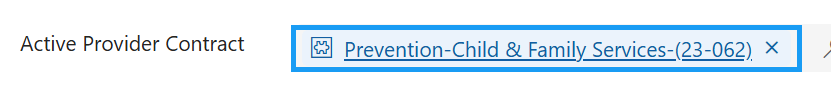 Active Provider Contract Prevention-Child & Family Services-(23-062)